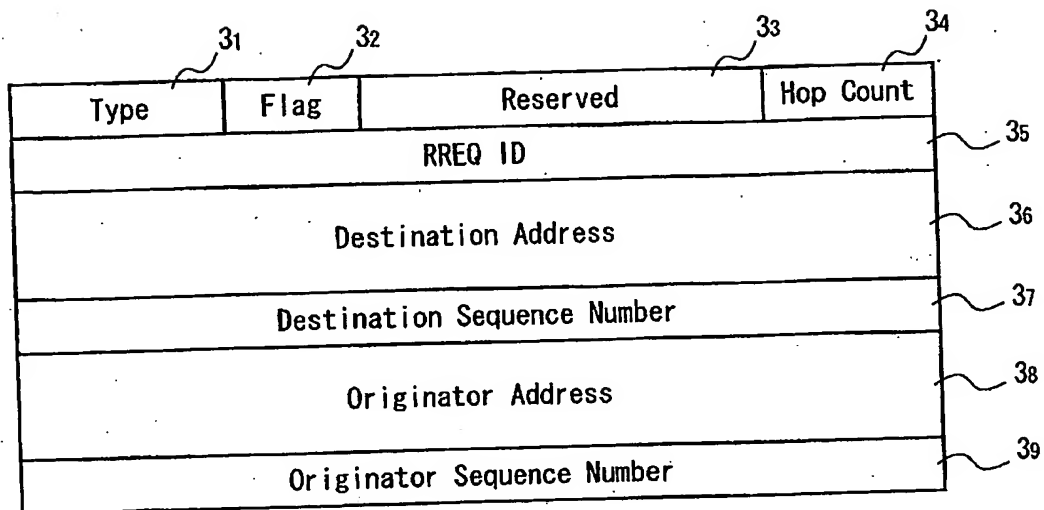 31 32 33 34
Type Flag Reserved Hop Count
RREQ ID 35
Destination Address 36
Destination Sequence Number 37
Originator Address 38
Originator Sequence Number 39